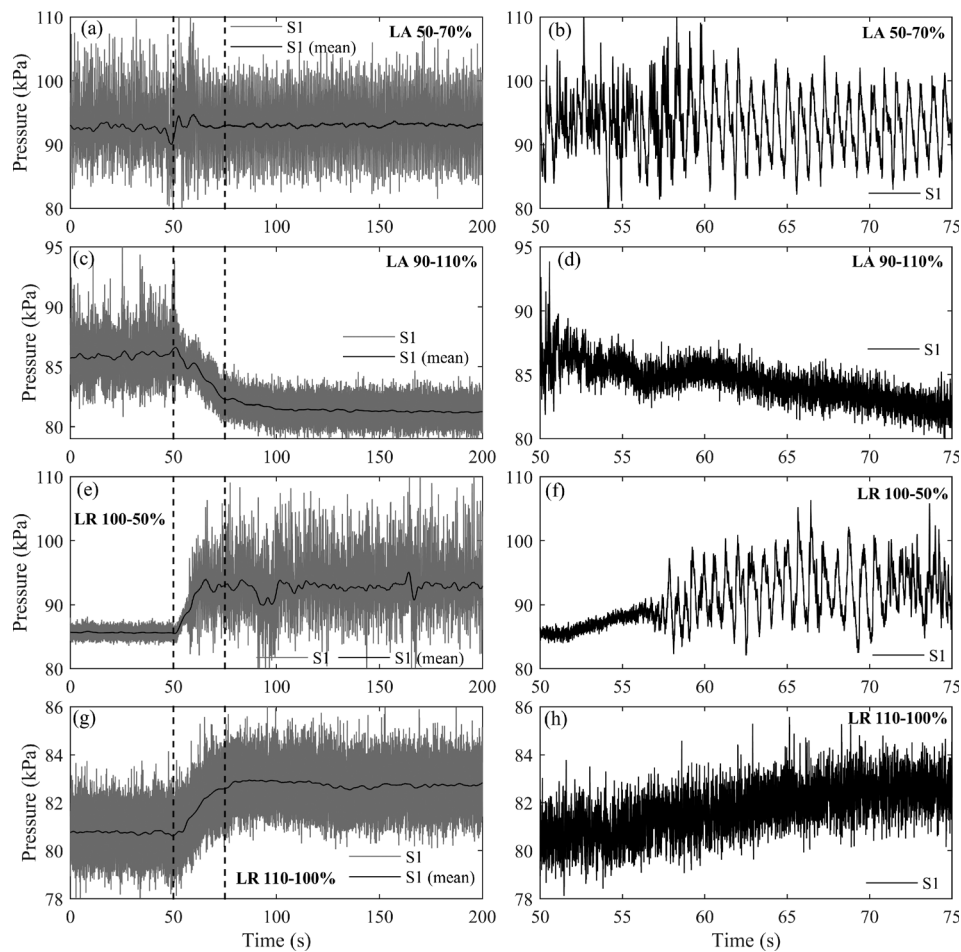 (a)
S1
S1 (mean)
LA 50-70%
Pressure (kPa)
110
100
90
80
0
50
100
150
200
(b)
LA 50-70%
S1
110
100
90
80
50
55
60
65
70
75
(c)
LA 90-110%
S1
S1 (mean)
Pressure (kPa)
95
90
85
80
0
50
100
150
200
(d)
LA 90-110%
S1
95
90
85
80
50
55
60
65
70
75
(e)
LR 100-50%
S1
S1 (mean)
Pressure (kPa)
110
100
90
80
0
50
100
150
200
(f)
LR 100-50%
S1
110
100
90
80
50
55
60
65
70
75
(g)
S1
S1 (mean)
LR 110-100%
Pressure (kPa)
86
84
82
80
78
0
50
100
150
200
Time (s)
(h)
LR 110-100%
S1
86
84
82
80
78
50
55
60
65
70
75
Time (s)